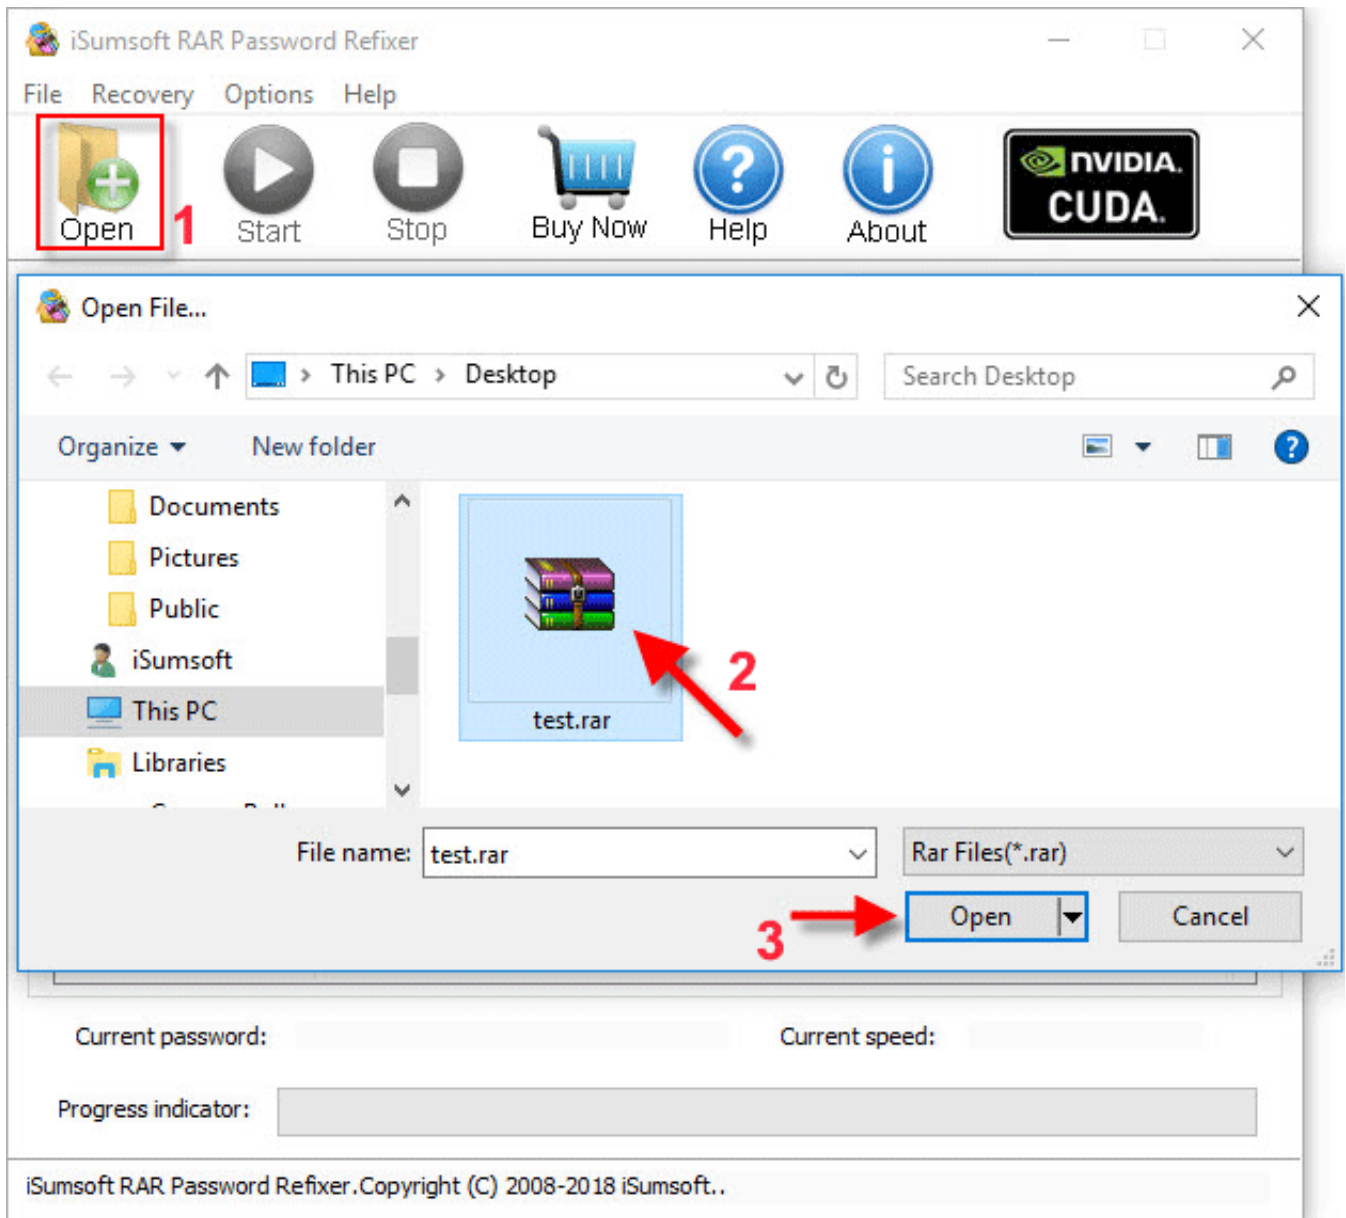 iSumsoft RAR Password Refixer
File Recovery Options Help
Open 1 Start Stop Buy Now Help About NVIDIA. CUDA.
Open File...
This PC > Desktop Search Desktop
Organize New folder
Documents
Pictures
Public
iSumsoft
This PC
Libraries
2
test.rar
File name: test.rar Rar Files(*.rar)
3 Open Cancel
Current password: Current speed:
Progress indicator:
iSumsoft RAR Password Refixer.Copyright (C) 2008-2018 iSumsoft..